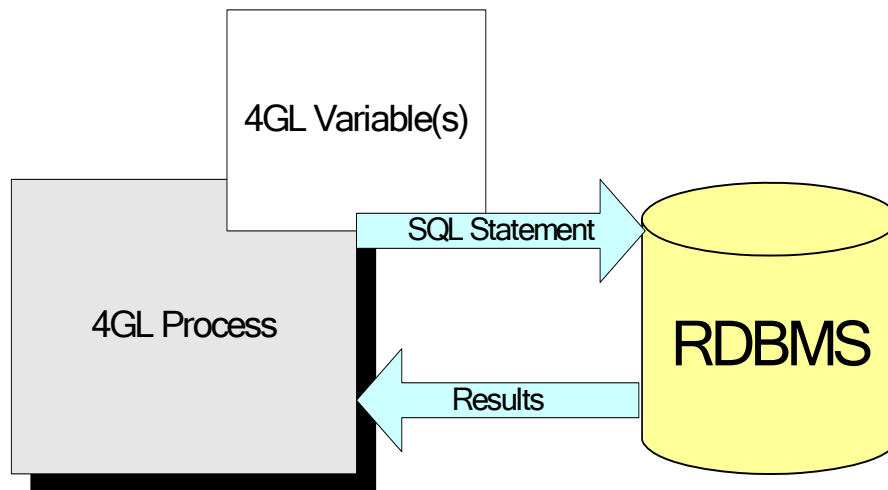 4GL Variable(s)
SQL Statement
4GL Process
RDBMS
Results